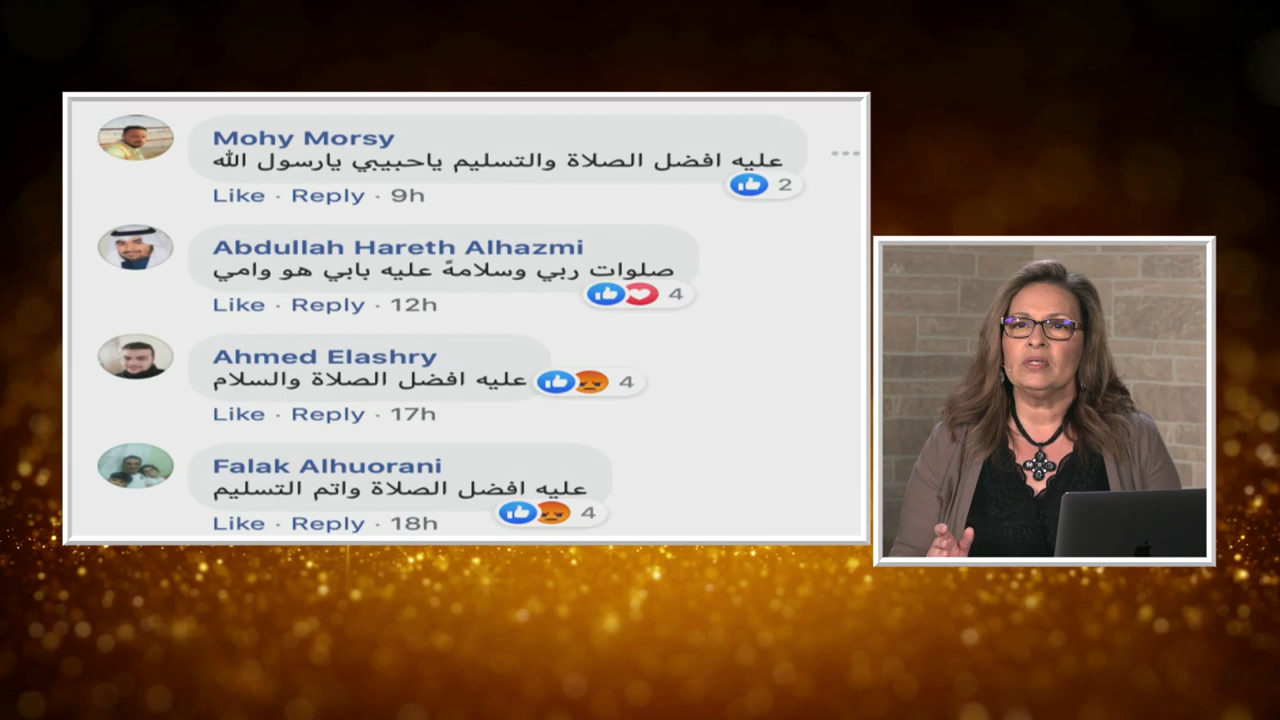 Mohy Morsy
عليه افضل الصلاة والتسليم ياحبيبي يارسول الله
2
Like · Reply · 9h
Abdullah Hareth Alhazmi
صلوات ربي وسلامةً عليه بابي هو وامي
4
Like · Reply · 12h
Ahmed Elashry
عليه افضل الصلاة والسلام
4
Like · Reply · 17h
Falak Alhuorani
عليه افضل الصلاة واتم التسليم
4
Like · Reply · 18h